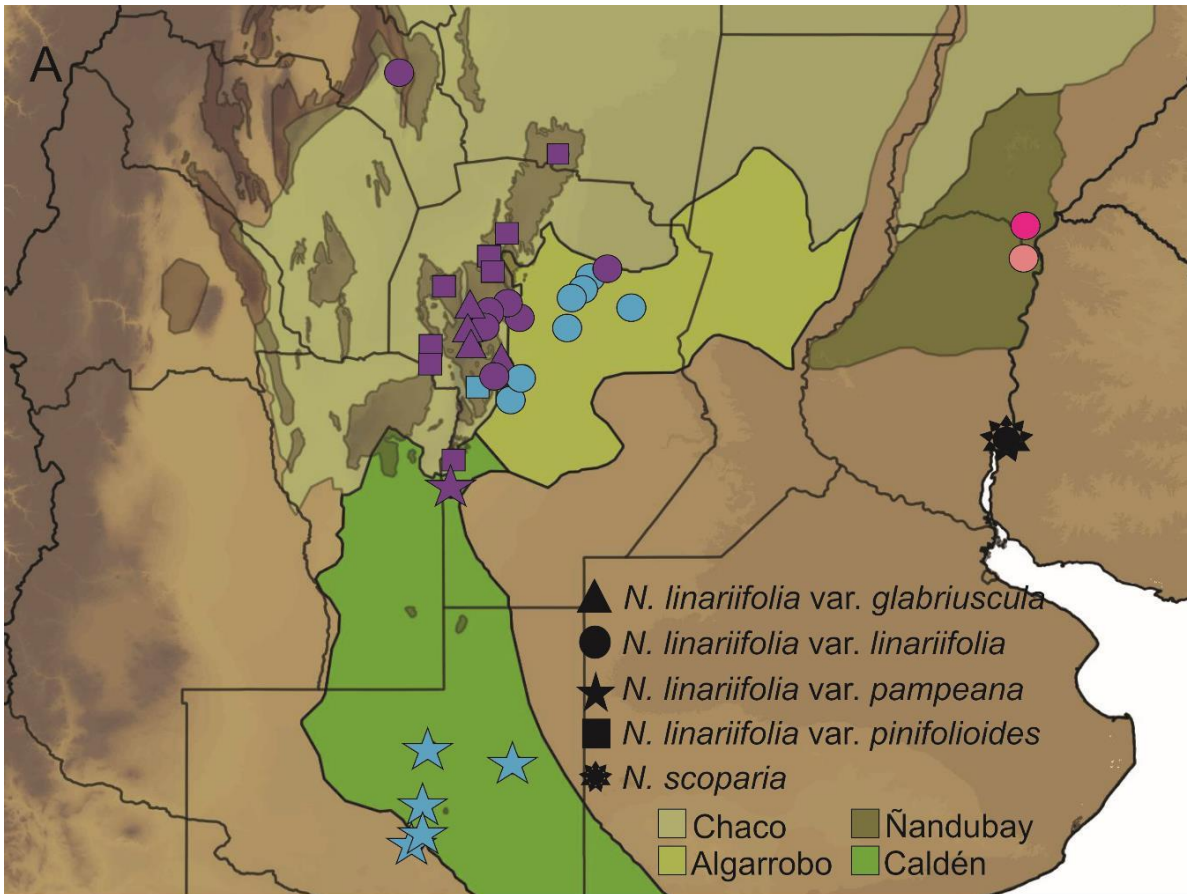 A
N. linariifolia var. glabriuscula
N. linariifolia var. linariifolia
N. linariifolia var. pampeana
N. linariifolia var. pinifolioides
N. scoparia
Chaco Ñandubay
Algarrobo Caldén